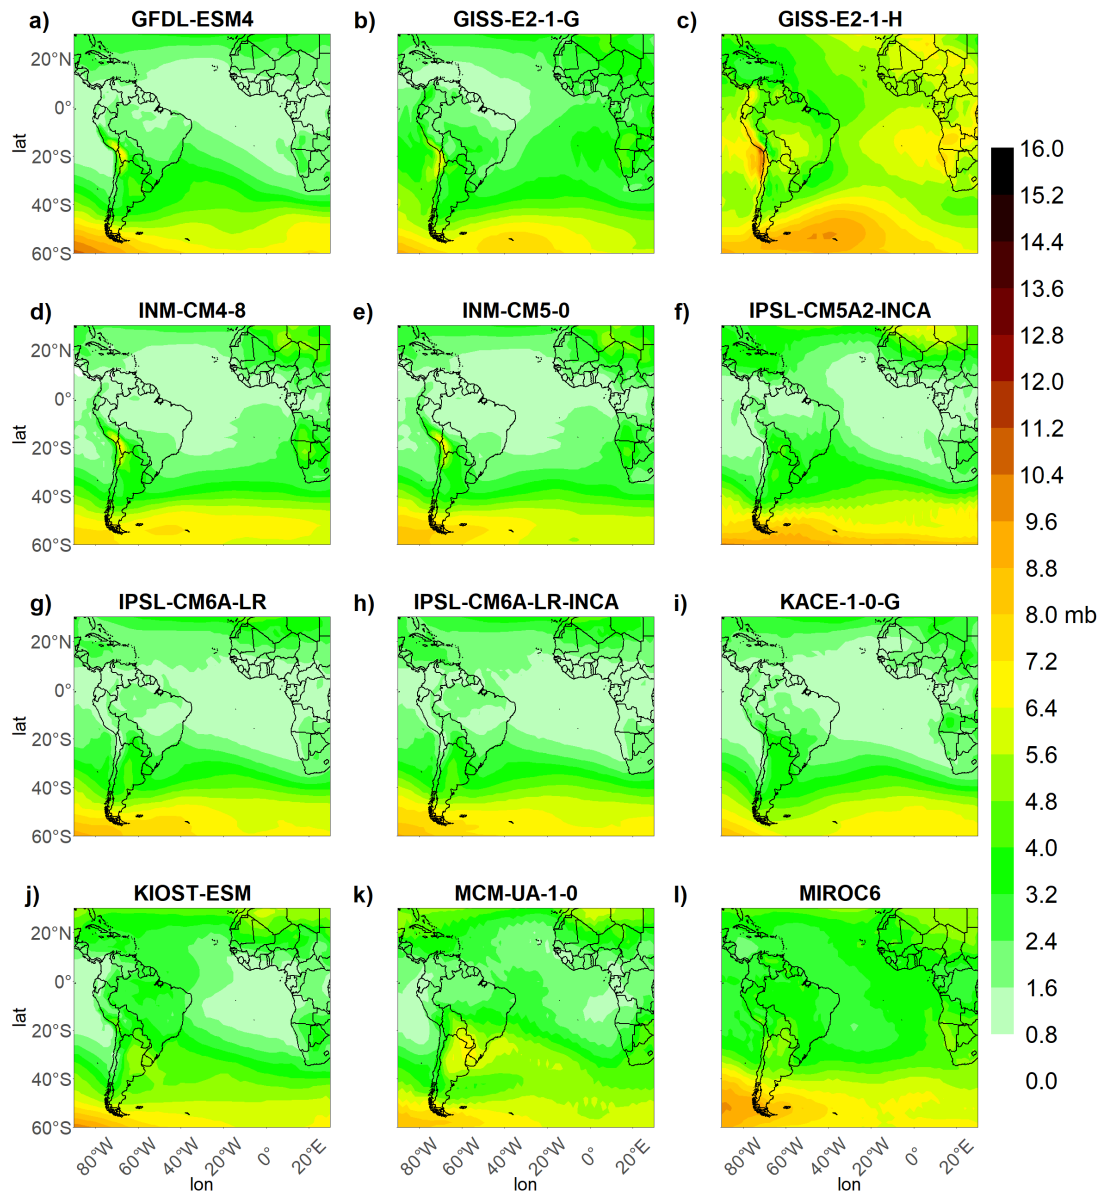 a) GFDL-ESM4
b) GISS-E2-1-G
c) GISS-E2-1-H
20°N
0°
20°S
40°S
60°S
lat
d) INM-CM4-8
e) INM-CM5-0
f) IPSL-CM5A2-INCA
20°N
0°
20°S
40°S
60°S
lat
g) IPSL-CM6A-LR
h) IPSL-CM6A-LR-INCA
i) KACE-1-0-G
20°N
0°
20°S
40°S
60°S
lat
j) KIOST-ESM
k) MCM-UA-1-0
l) MIROC6
20°N
0°
20°S
40°S
60°S
lat
80°W 60°W 40°W 20°W 0° 20°E
lon
80°W 60°W 40°W 20°W 0° 20°E
lon
80°W 60°W 40°W 20°W 0° 20°E
lon
16.0
15.2
14.4
13.6
12.8
12.0
11.2
10.4
9.6
8.8
8.0 mb
7.2
6.4
5.6
4.8
4.0
3.2
2.4
1.6
0.8
0.0